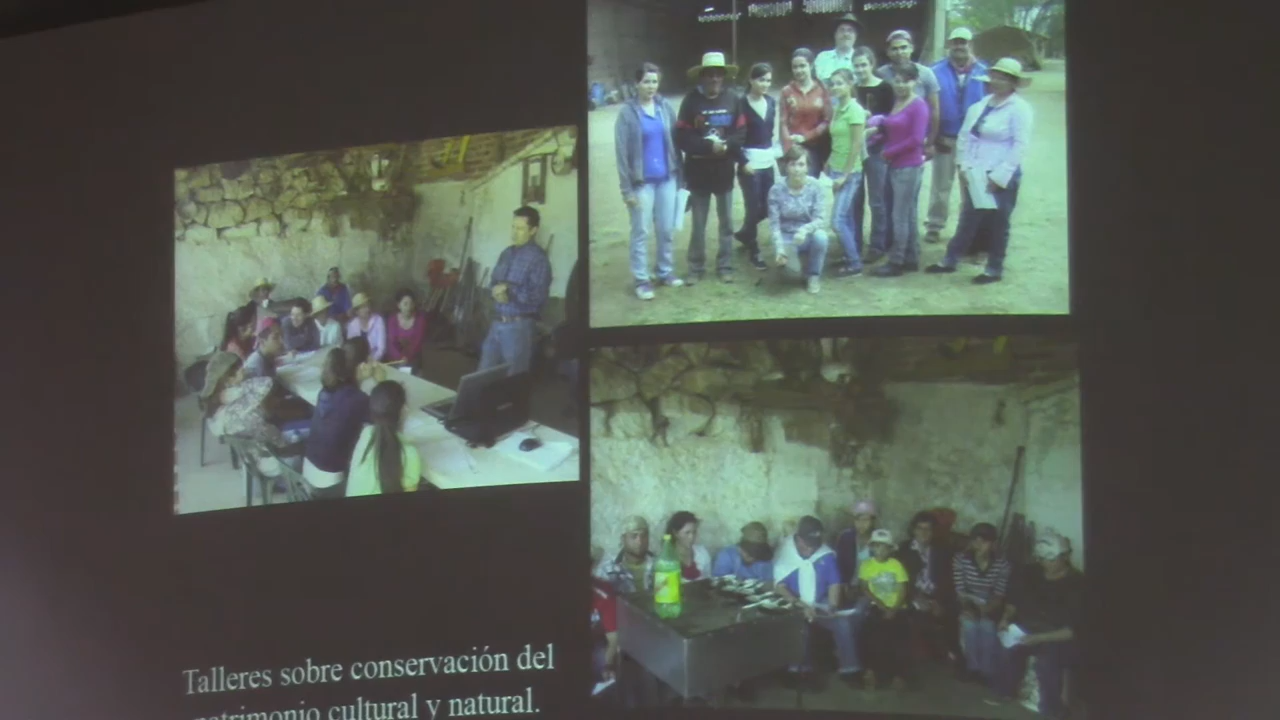 Talleres sobre conservación del
patrimonio cultural y natural.